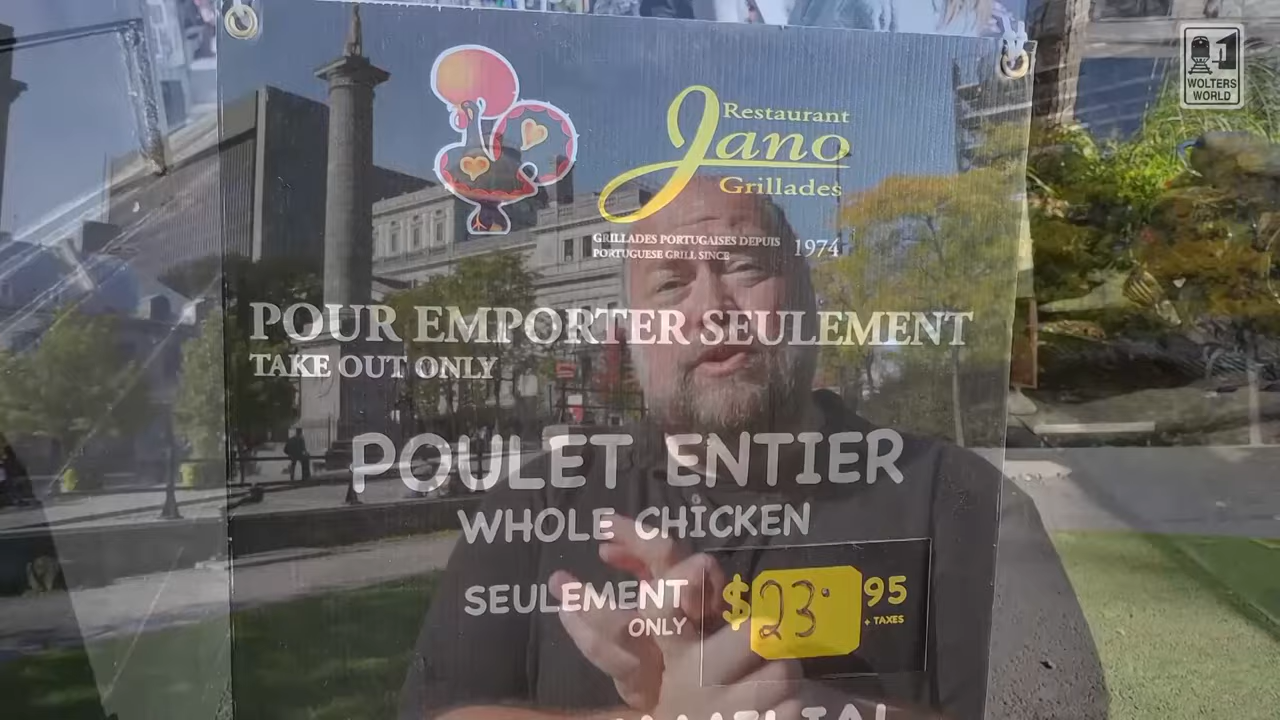 WOLTERS
WORLD
Restaurant
Jano
Grillades
GRILLADES PORTUGAISES DEPUIS
PORTUGUESE GRILL SINCE
1974
POUR EMPORTER SEULEMENT
TAKE OUT ONLY
POULET ENTIER
WHOLE CHICKEN
SEULEMENT
ONLY
$23.95
+ TAXES